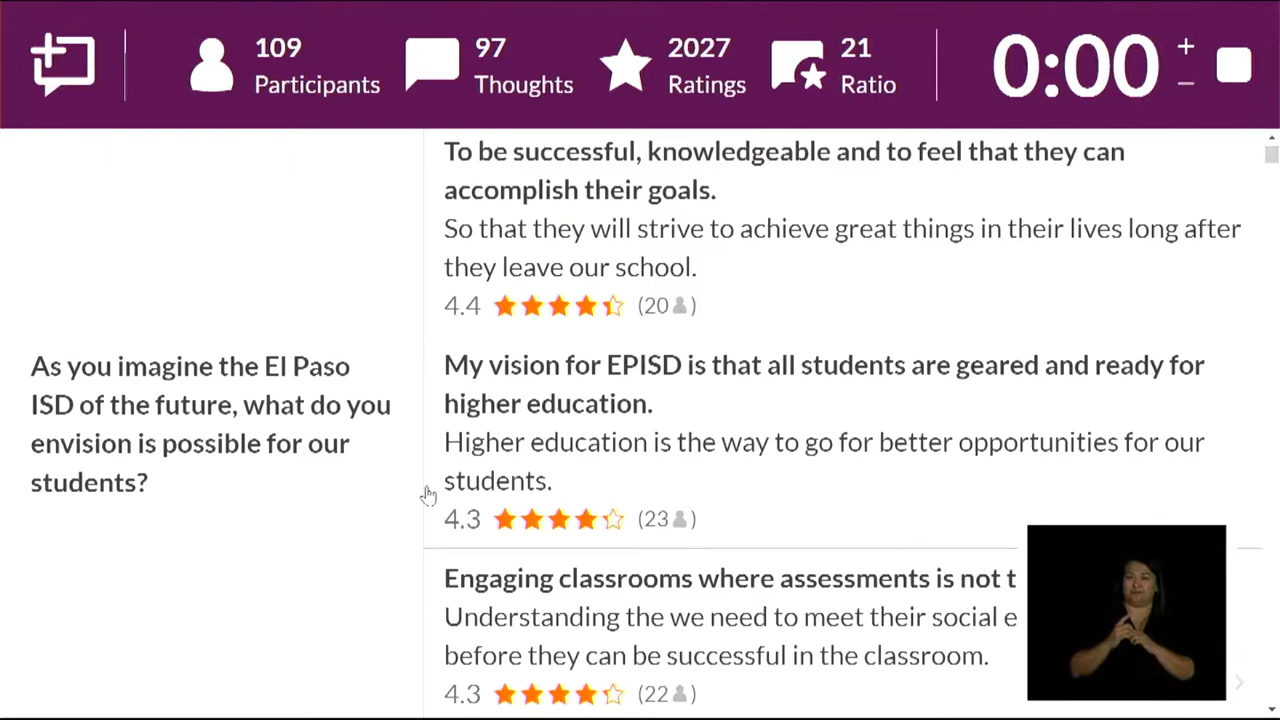 109
Participants
97
Thoughts
2027
Ratings
21
Ratio
0:00
+
−
As you imagine the El Paso
ISD of the future, what do you
envision is possible for our
students?
To be successful, knowledgeable and to feel that they can
accomplish their goals.
So that they will strive to achieve great things in their lives long after
they leave our school.
4.4 (20)
My vision for EPISD is that all students are geared and ready for
higher education.
Higher education is the way to go for better opportunities for our
students.
4.3 (23)
Engaging classrooms where assessments is not t
Understanding the we need to meet their social e
before they can be successful in the classroom.
4.3 (22)